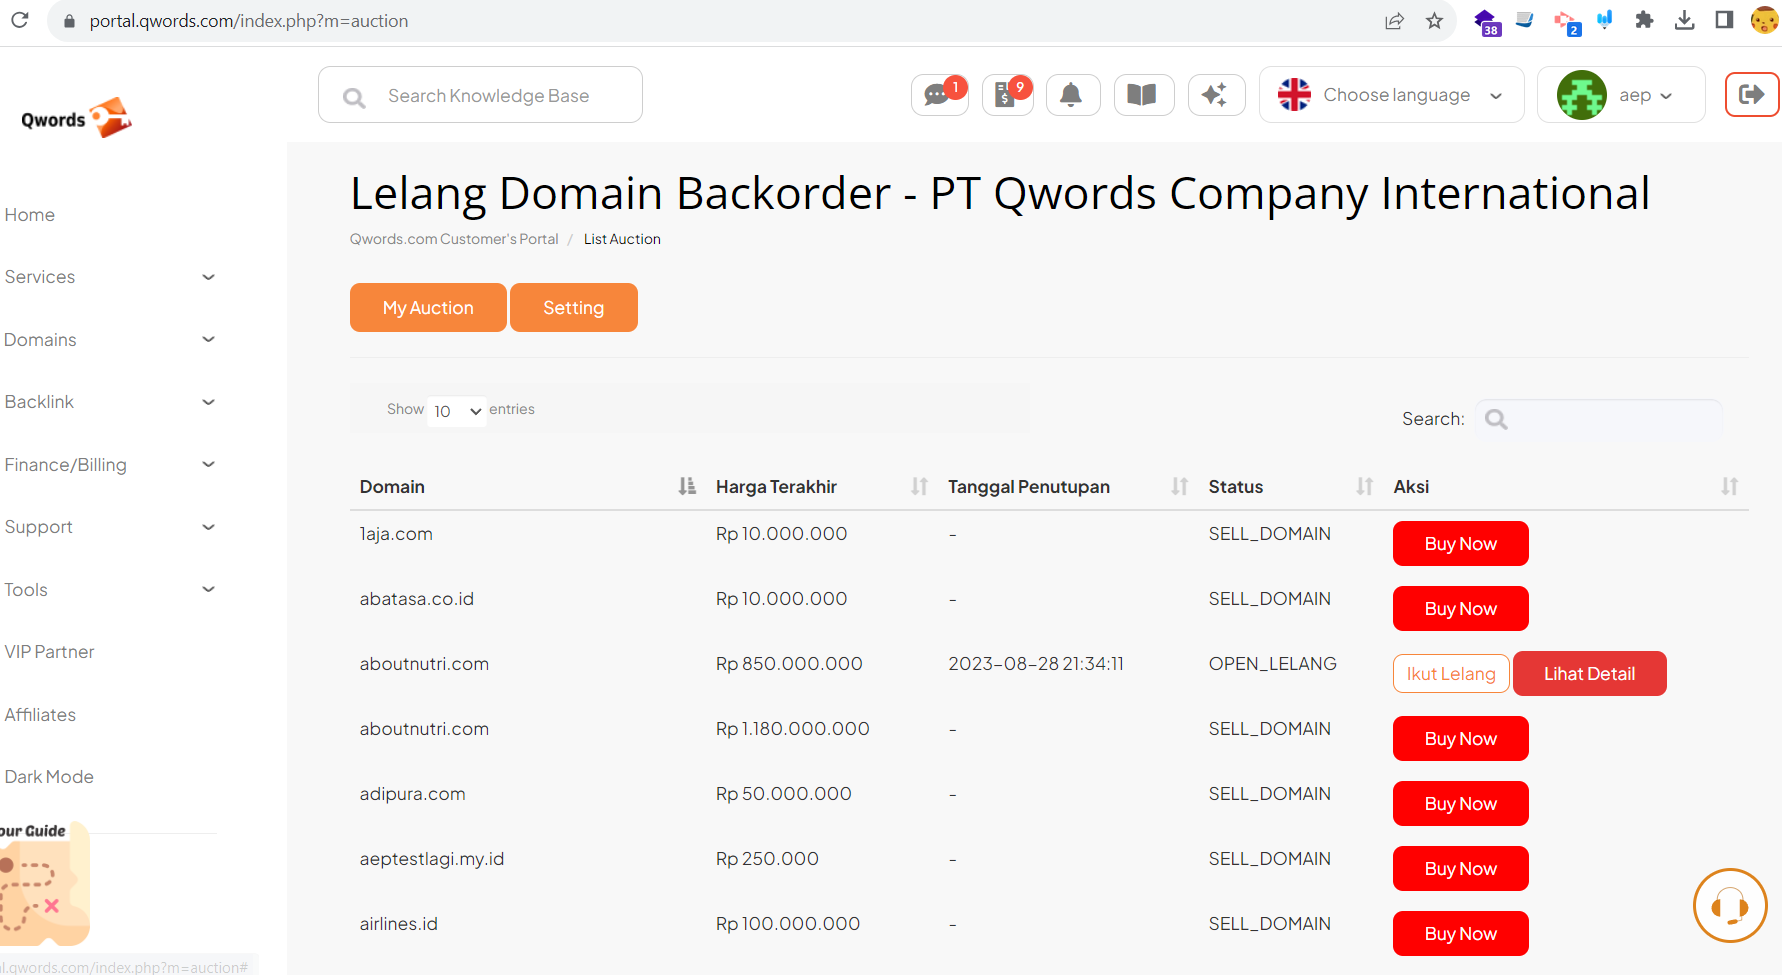 portal.qwords.com/index.php?m=auction
38
2
Qwords
Search Knowledge Base
1
9
Choose language
aep
Home
Services
Domains
Backlink
Finance/Billing
Support
Tools
VIP Partner
Affiliates
Dark Mode
our Guide
Lelang Domain Backorder - PT Qwords Company International
Qwords.com Customer's Portal / List Auction
My Auction Setting
Show 10 entries
Search:
Domain Harga Terakhir Tanggal Penutupan Status Aksi
1aja.com Rp 10.000.000 - SELL_DOMAIN Buy Now
abatasa.co.id Rp 10.000.000 - SELL_DOMAIN Buy Now
aboutnutri.com Rp 850.000.000 2023-08-28 21:34:11 OPEN_LELANG Ikut Lelang Lihat Detail
aboutnutri.com Rp 1.180.000.000 - SELL_DOMAIN Buy Now
adipura.com Rp 50.000.000 - SELL_DOMAIN Buy Now
aeptestlagi.my.id Rp 250.000 - SELL_DOMAIN Buy Now
airlines.id Rp 100.000.000 - SELL_DOMAIN Buy Now
al.qwords.com/index.php?m=auction#